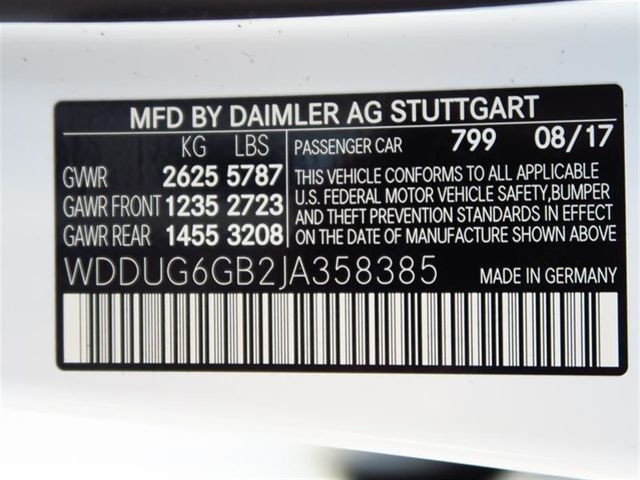 MFD BY DAIMLER AG STUTTGART
KG LBS
GVWR 2625 5787
GAWR FRONT 1235 2723
GAWR REAR 1455 3208
PASSENGER CAR 799 08/17
THIS VEHICLE CONFORMS TO ALL APPLICABLE
U.S. FEDERAL MOTOR VEHICLE SAFETY,BUMPER
AND THEFT PREVENTION STANDARDS IN EFFECT
ON THE DATE OF MANUFACTURE SHOWN ABOVE
WDDUG6GB2JA358385 MADE IN GERMANY